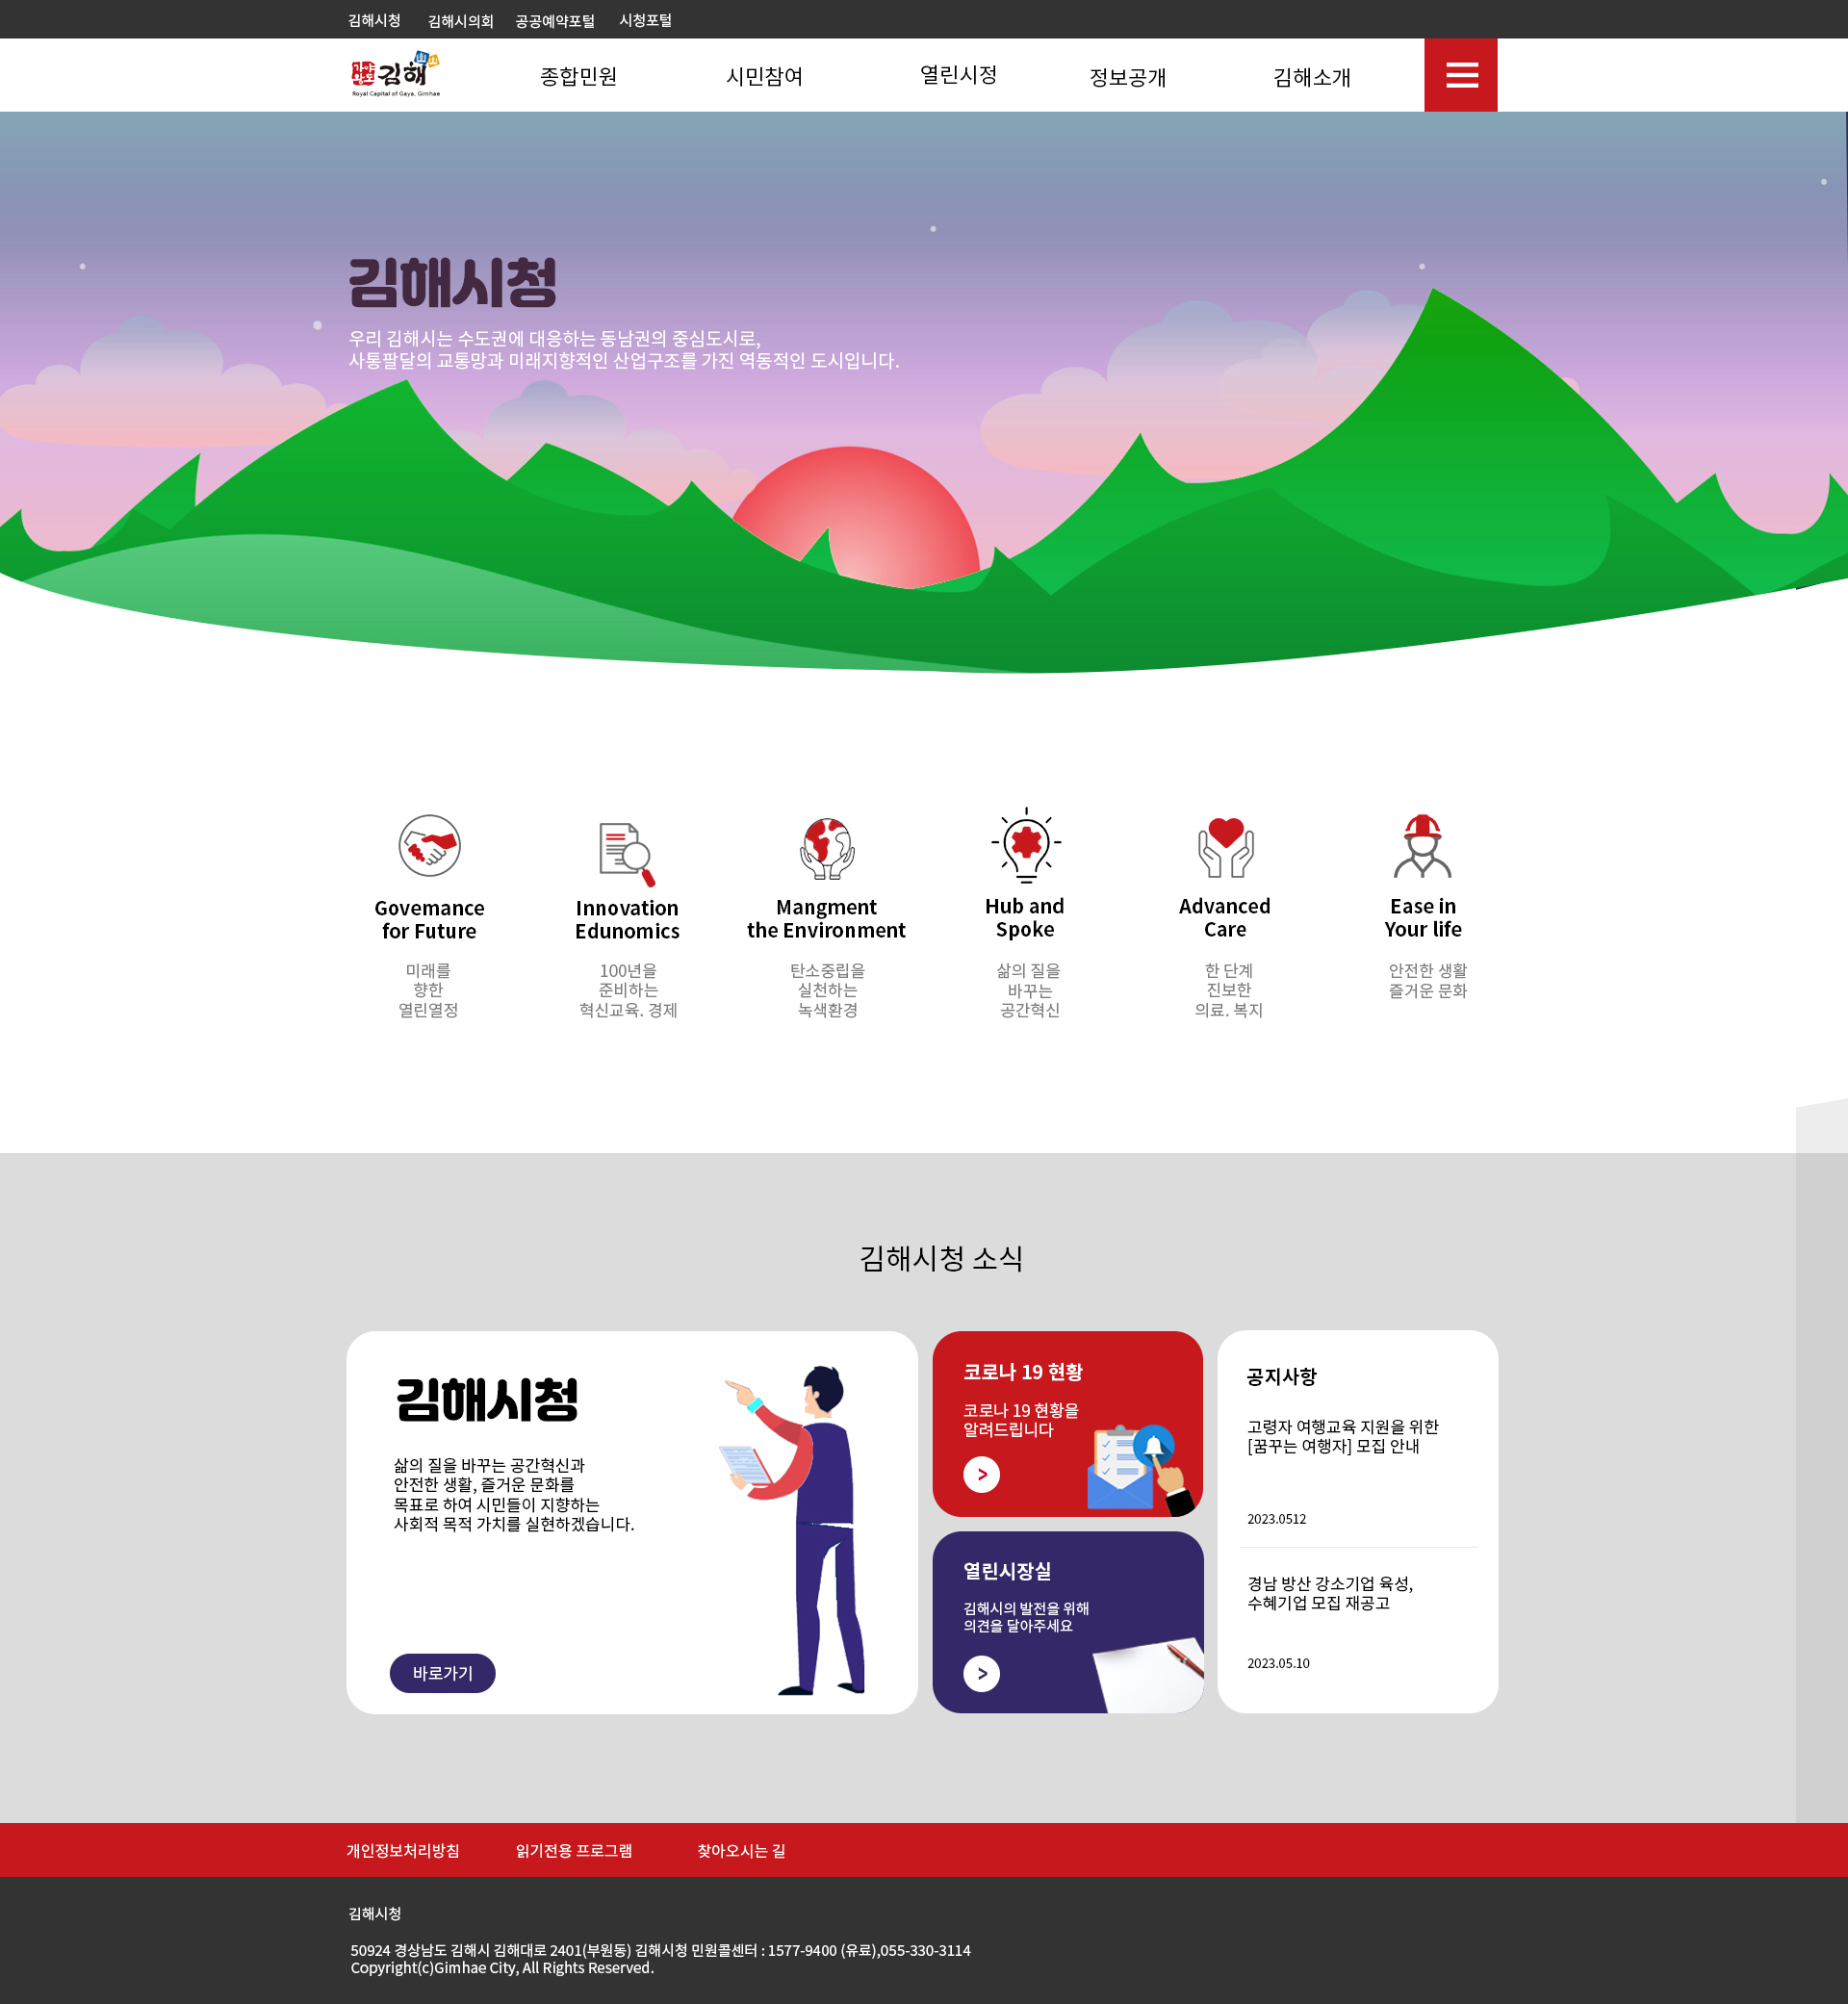 김해시청 김해시의회 공공예약포털 시청포털
가야왕도 김해
Royal Capital of Gaya, Gimhae
종합민원 시민참여 열린시정 정보공개 김해소개
김해시청
우리 김해시는 수도권에 대응하는 동남권의 중심도시로,
사통팔달의 교통망과 미래지향적인 산업구조를 가진 역동적인 도시입니다.
Govemance
for Future
미래를
향한
열린열정
Innovation
Edunomics
100년을
준비하는
혁신교육. 경제
Mangment
the Environment
탄소중립을
실천하는
녹색환경
Hub and
Spoke
삶의 질을
바꾸는
공간혁신
Advanced
Care
한 단계
진보한
의료. 복지
Ease in
Your life
안전한 생활
즐거운 문화
김해시청 소식
김해시청
삶의 질을 바꾸는 공간혁신과
안전한 생활, 즐거운 문화를
목표로 하여 시민들이 지향하는
사회적 목적 가치를 실현하겠습니다.
바로가기
코로나 19 현황
코로나 19 현황을
알려드립니다
>
열린시장실
김해시의 발전을 위해
의견을 달아주세요
>
공지사항
고령자 여행교육 지원을 위한
[꿈꾸는 여행자] 모집 안내
2023.0512
경남 방산 강소기업 육성,
수혜기업 모집 재공고
2023.05.10
개인정보처리방침 읽기전용 프로그램 찾아오시는 길
김해시청
50924 경상남도 김해시 김해대로 2401(부원동) 김해시청 민원콜센터 : 1577-9400 (유료),055-330-3114
Copyright(c)Gimhae City, All Rights Reserved.